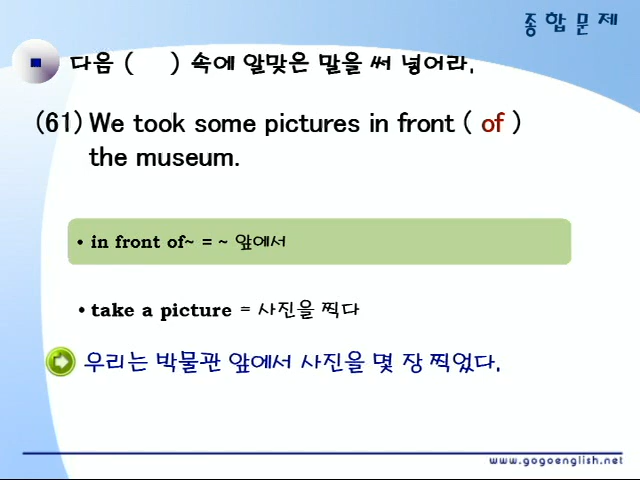 종합문제
다음 (    ) 속에 알맞은 말을 써 넣어라.
(61) We took some pictures in front ( of )
the museum.
• in front of~ = ~ 앞에서
• take a picture = 사진을 찍다
우리는 박물관 앞에서 사진을 몇 장 찍었다.
www.gogoenglish.net